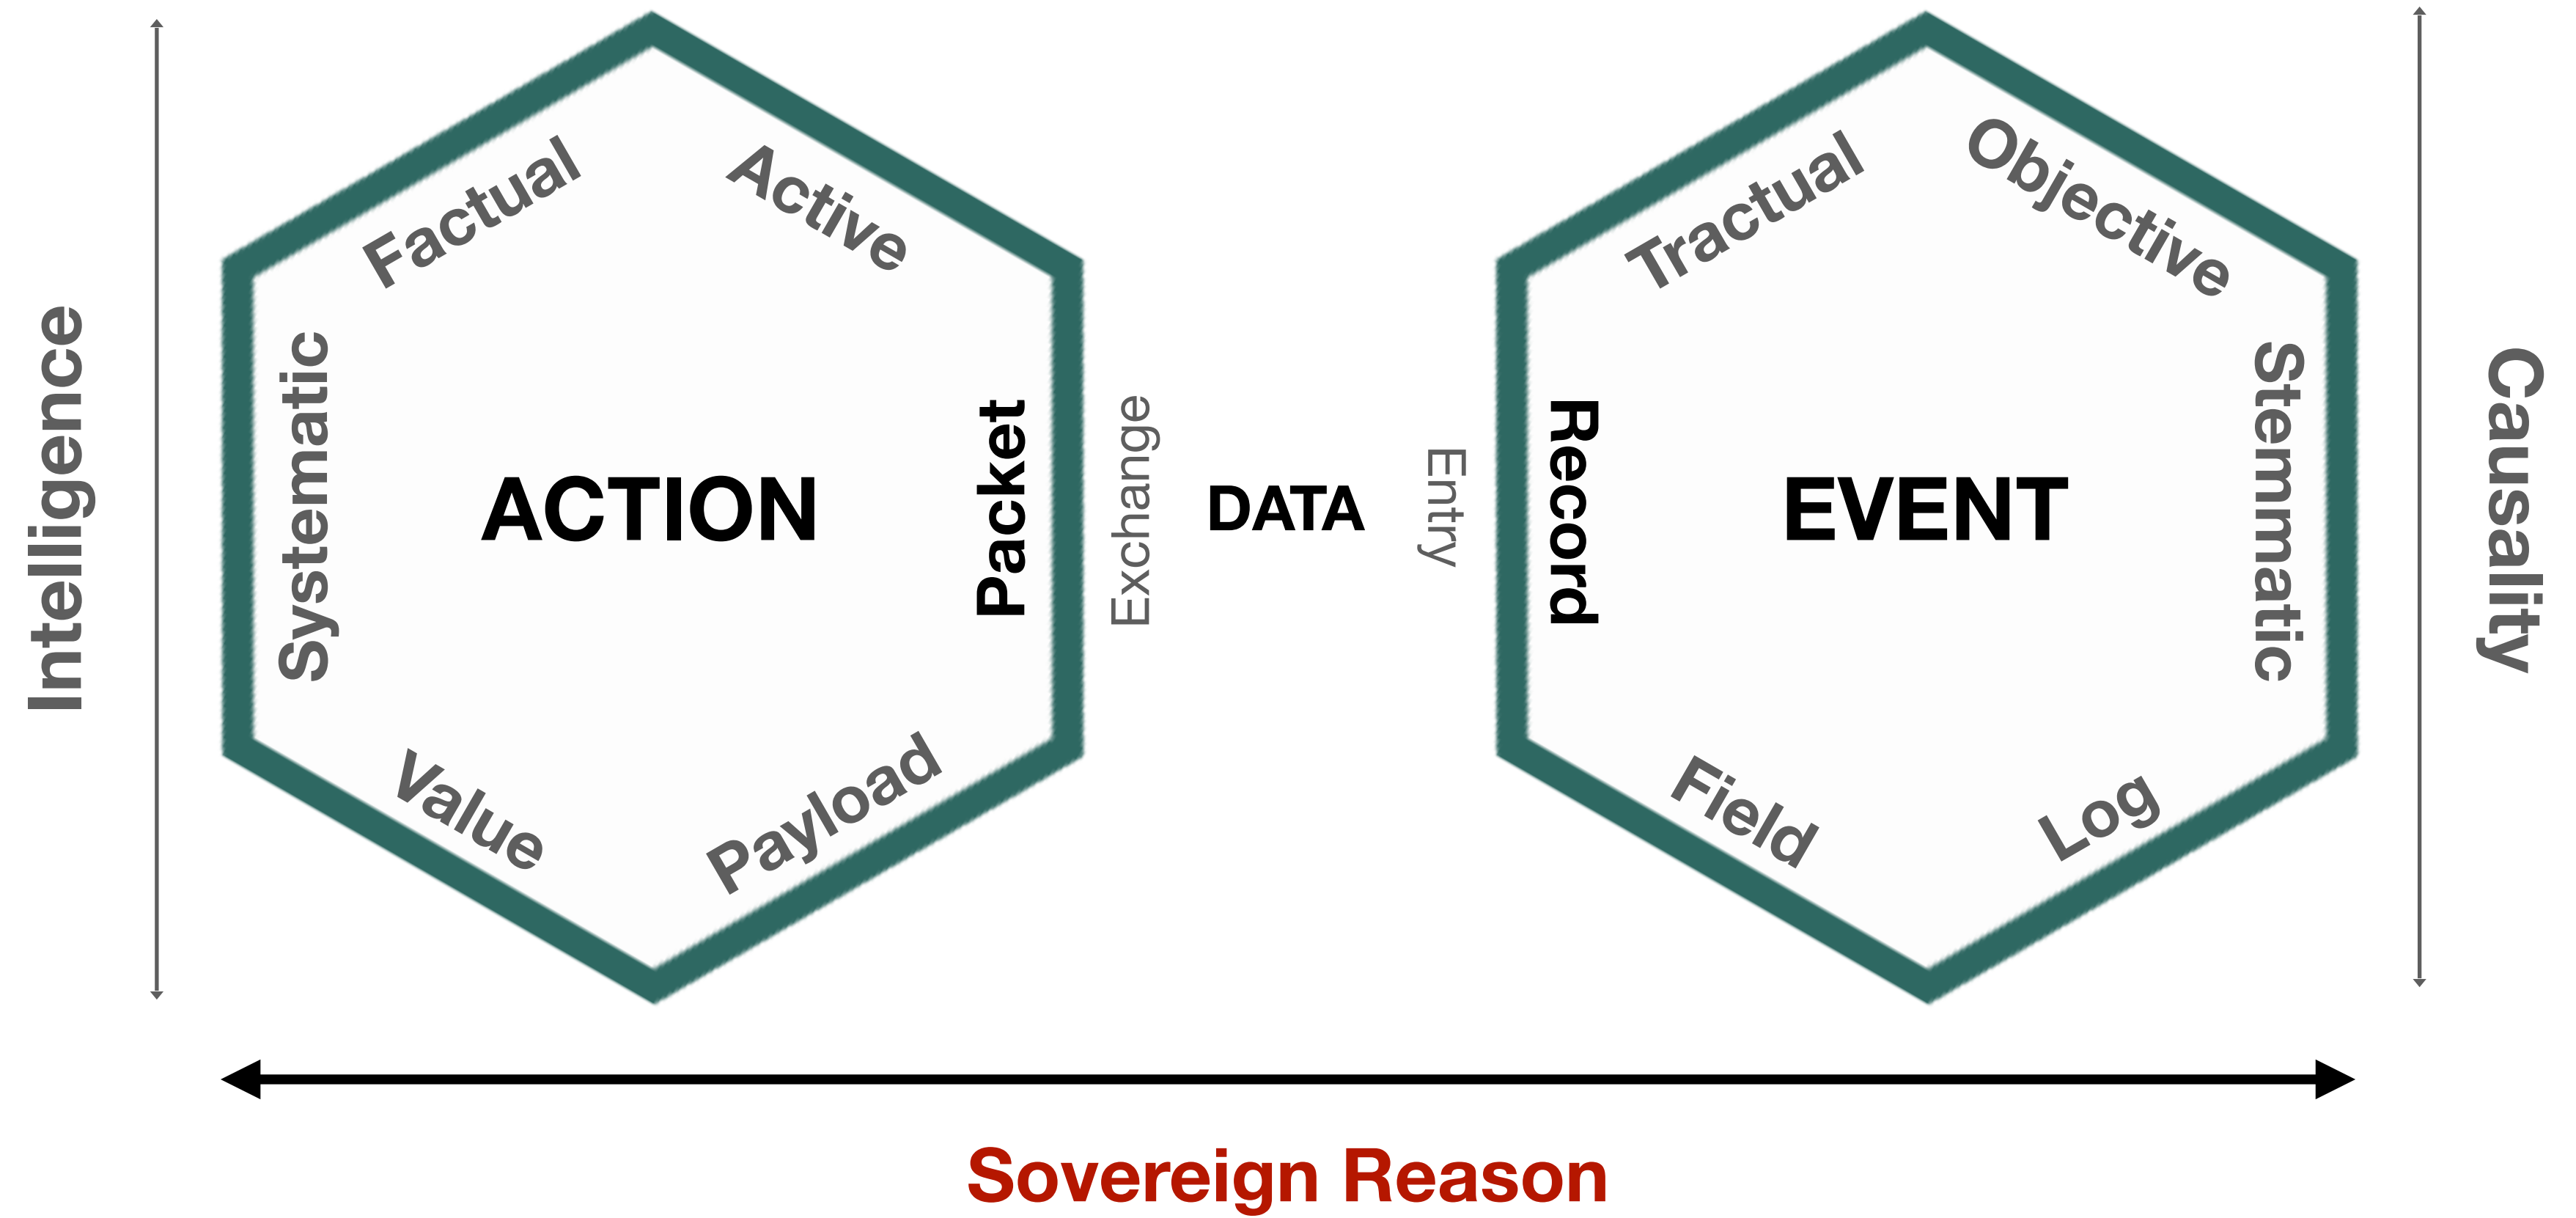 Intelligence
Factual
Active
Systematic
ACTION
Packet
Value
Payload
Exchange
DATA
Entry
Tractual
Objective
Record
EVENT
Stemmatic
Field
Log
Causality
Sovereign Reason